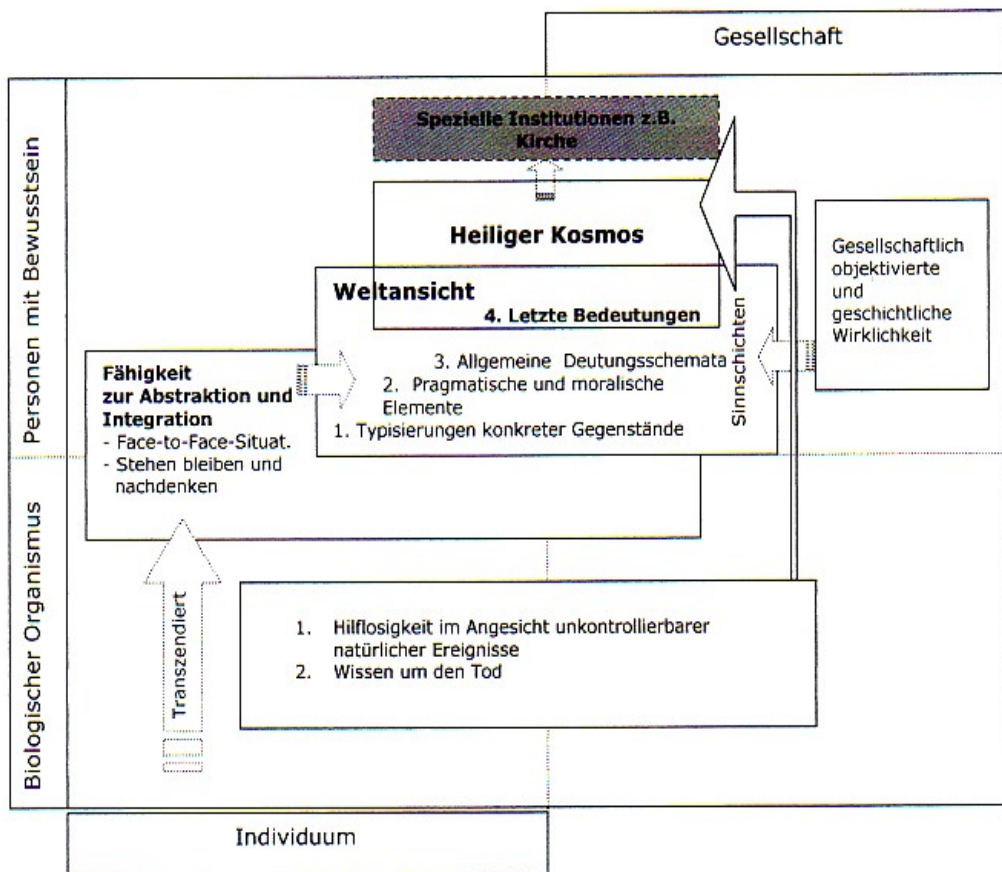 Gesellschaft
Personen mit Bewusstsein
Spezielle Institutionen z.B.
Kirche
Heiliger Kosmos
Weltansicht
4. Letzte Bedeutungen
3. Allgemeine Deutungsschemata
2. Pragmatische und moralische
Elemente
1. Typisierungen konkreter Gegenstände
Sinnschichten
Gesellschaftlich
objektivierte
und
geschichtliche
Wirklichkeit
Fähigkeit
zur Abstraktion und
Integration
- Face-to-Face-Situat.
- Stehen bleiben und
nachdenken
Biologischer Organismus
Transzendiert
1. Hilflosigkeit im Angesicht unkontrollierbarer
natürlicher Ereignisse
2. Wissen um den Tod
Individuum